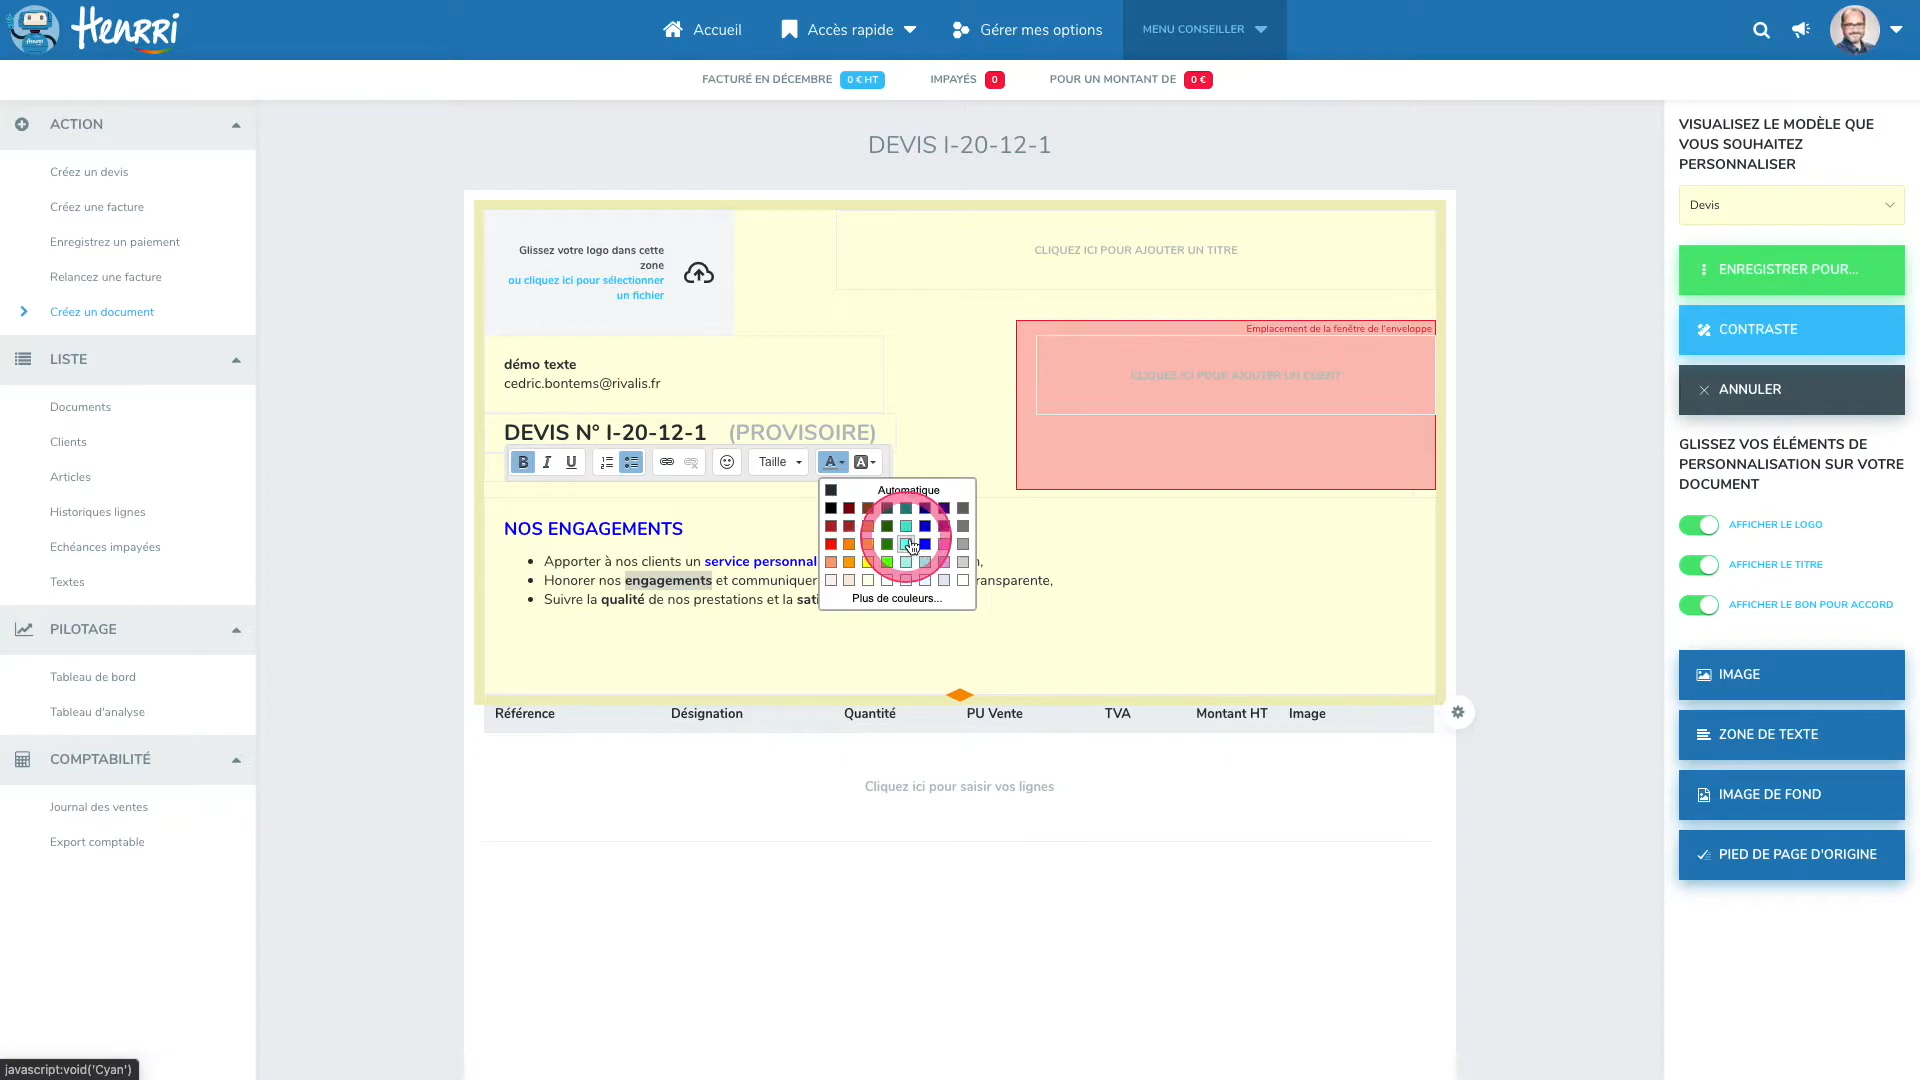 Henrri
Accueil
Accès rapide
Gérer mes options
MENU CONSEILLER
FACTURÉ EN DÉCEMBRE 0 € HT
IMPAYÉS 0
POUR UN MONTANT DE 0 €
ACTION
Créez un devis
Créez une facture
Enregistrez un paiement
Relancez une facture
Créez un document
LISTE
Documents
Clients
Articles
Historiques lignes
Echéances impayées
Textes
PILOTAGE
Tableau de bord
Tableau d'analyse
COMPTABILITÉ
Journal des ventes
Export comptable
DEVIS I-20-12-1
Glissez votre logo dans cette
zone
ou cliquez ici pour sélectionner
un fichier
CLIQUEZ ICI POUR AJOUTER UN TITRE
Emplacement de la fenêtre de l'enveloppe
CLIQUEZ ICI POUR AJOUTER UN CLIENT
démo texte
cedric.bontems@rivalis.fr
DEVIS N° I-20-12-1 (PROVISOIRE)
B I U Taille A A
Automatique
Plus de couleurs...
NOS ENGAGEMENTS
Apporter à nos clients un service personnal
Honorer nos engagements et communiquer ransparente,
Suivre la qualité de nos prestations et la sati
Référence Désignation Quantité PU Vente TVA Montant HT Image
Cliquez ici pour saisir vos lignes
VISUALISEZ LE MODÈLE QUE
VOUS SOUHAITEZ
PERSONNALISER
Devis
ENREGISTRER POUR...
CONTRASTE
ANNULER
GLISSEZ VOS ÉLÉMENTS DE
PERSONNALISATION SUR VOTRE
DOCUMENT
AFFICHER LE LOGO
AFFICHER LE TITRE
AFFICHER LE BON POUR ACCORD
IMAGE
ZONE DE TEXTE
IMAGE DE FOND
PIED DE PAGE D'ORIGINE
javascript:void('Cyan')